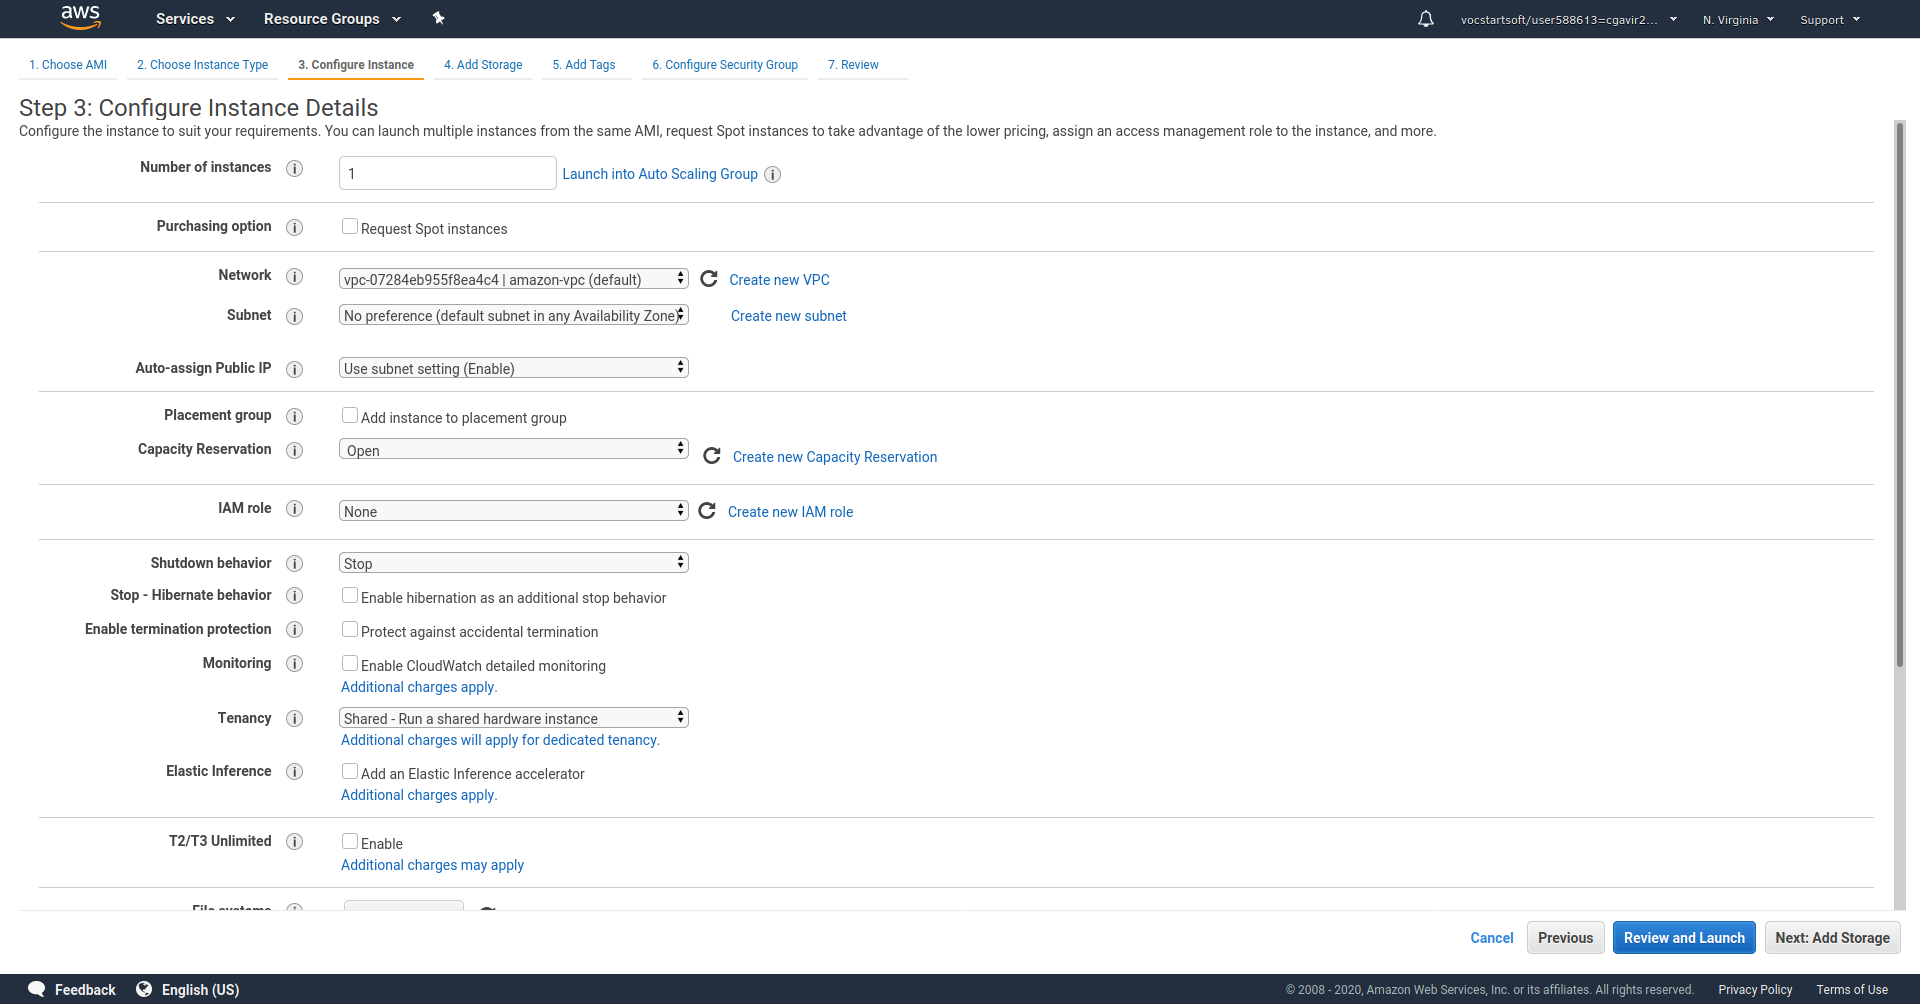 aws Services Resource Groups vocstartsoft/user588613=cgavir2... N. Virginia Support
1. Choose AMI 2. Choose Instance Type 3. Configure Instance 4. Add Storage 5. Add Tags 6. Configure Security Group 7. Review
Step 3: Configure Instance Details
Configure the instance to suit your requirements. You can launch multiple instances from the same AMI, request Spot instances to take advantage of the lower pricing, assign an access management role to the instance, and more.
Number of instances i 1 Launch into Auto Scaling Group i
Purchasing option i Request Spot instances
Network i vpc-07284eb955f8ea4c4 | amazon-vpc (default) Create new VPC
Subnet i No preference (default subnet in any Availability Zone) Create new subnet
Auto-assign Public IP i Use subnet setting (Enable)
Placement group i Add instance to placement group
Capacity Reservation i Open Create new Capacity Reservation
IAM role i None Create new IAM role
Shutdown behavior i Stop
Stop - Hibernate behavior i Enable hibernation as an additional stop behavior
Enable termination protection i Protect against accidental termination
Monitoring i Enable CloudWatch detailed monitoring
Additional charges apply.
Tenancy i Shared - Run a shared hardware instance
Additional charges will apply for dedicated tenancy.
Elastic Inference i Add an Elastic Inference accelerator
Additional charges apply.
T2/T3 Unlimited i Enable
Additional charges may apply
File systems i
Cancel Previous Review and Launch Next: Add Storage
Feedback English (US) © 2008 - 2020, Amazon Web Services, Inc. or its affiliates. All rights reserved. Privacy Policy Terms of Use